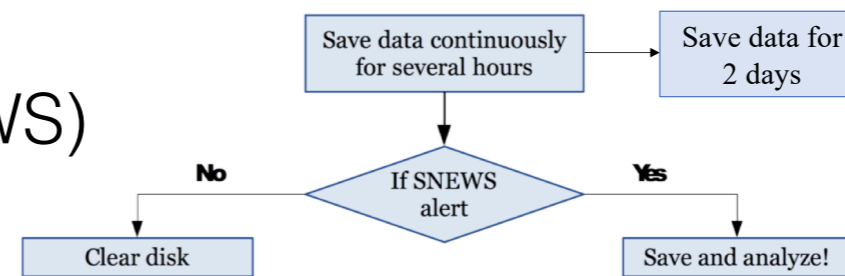 Save data continuously
for several hours
Save data for
2 days
WS)
No
If SNEWS
alert
Yes
Clear disk
Save and analyze!